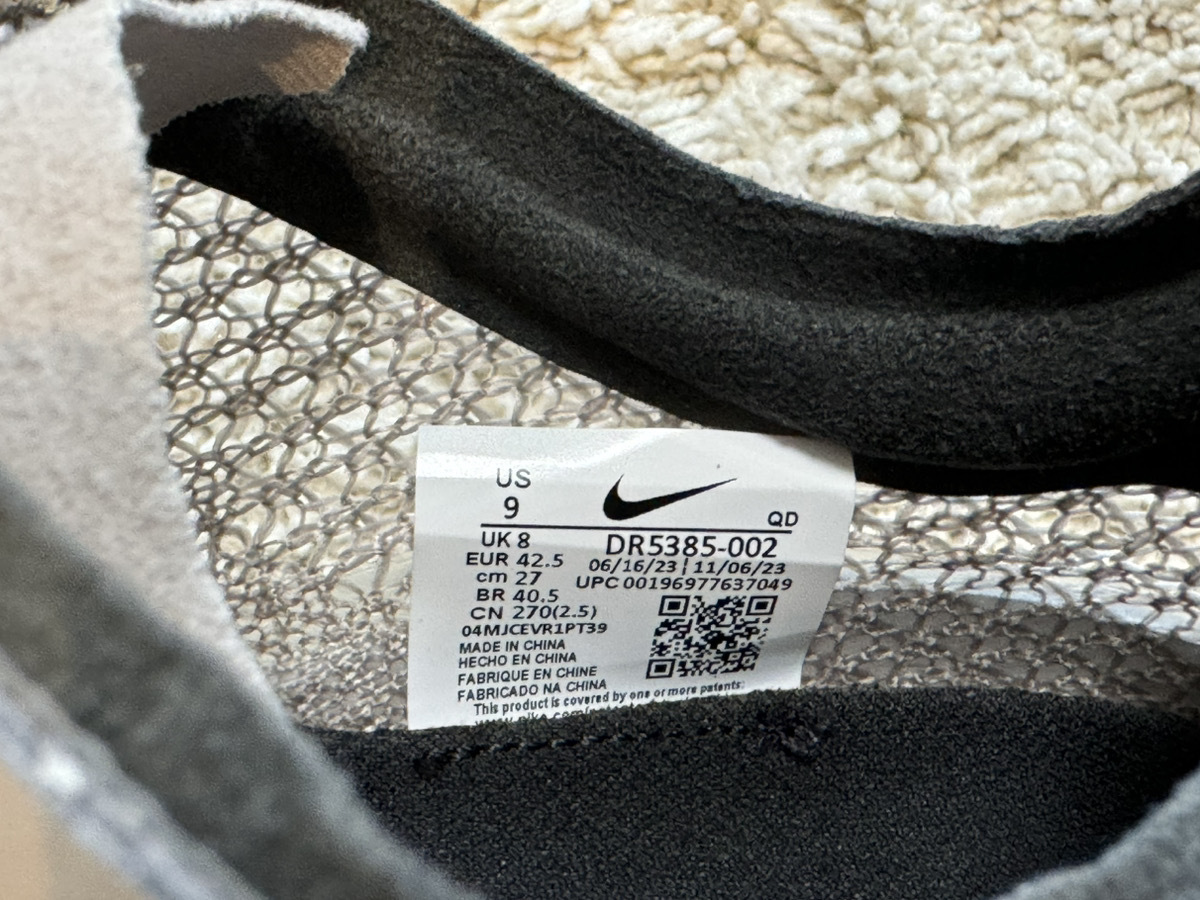 US
9
QD
UK 8
DR5385-002
EUR 42.5
06/16/23 | 11/06/23
cm 27
UPC 00196977637049
BR 40.5
CN 270(2.5)
04MJCEVR1PT39
MADE IN CHINA
HECHO EN CHINA
FABRIQUE EN CHINE
FABRICADO NA CHINA
This product is covered by one or more patents: